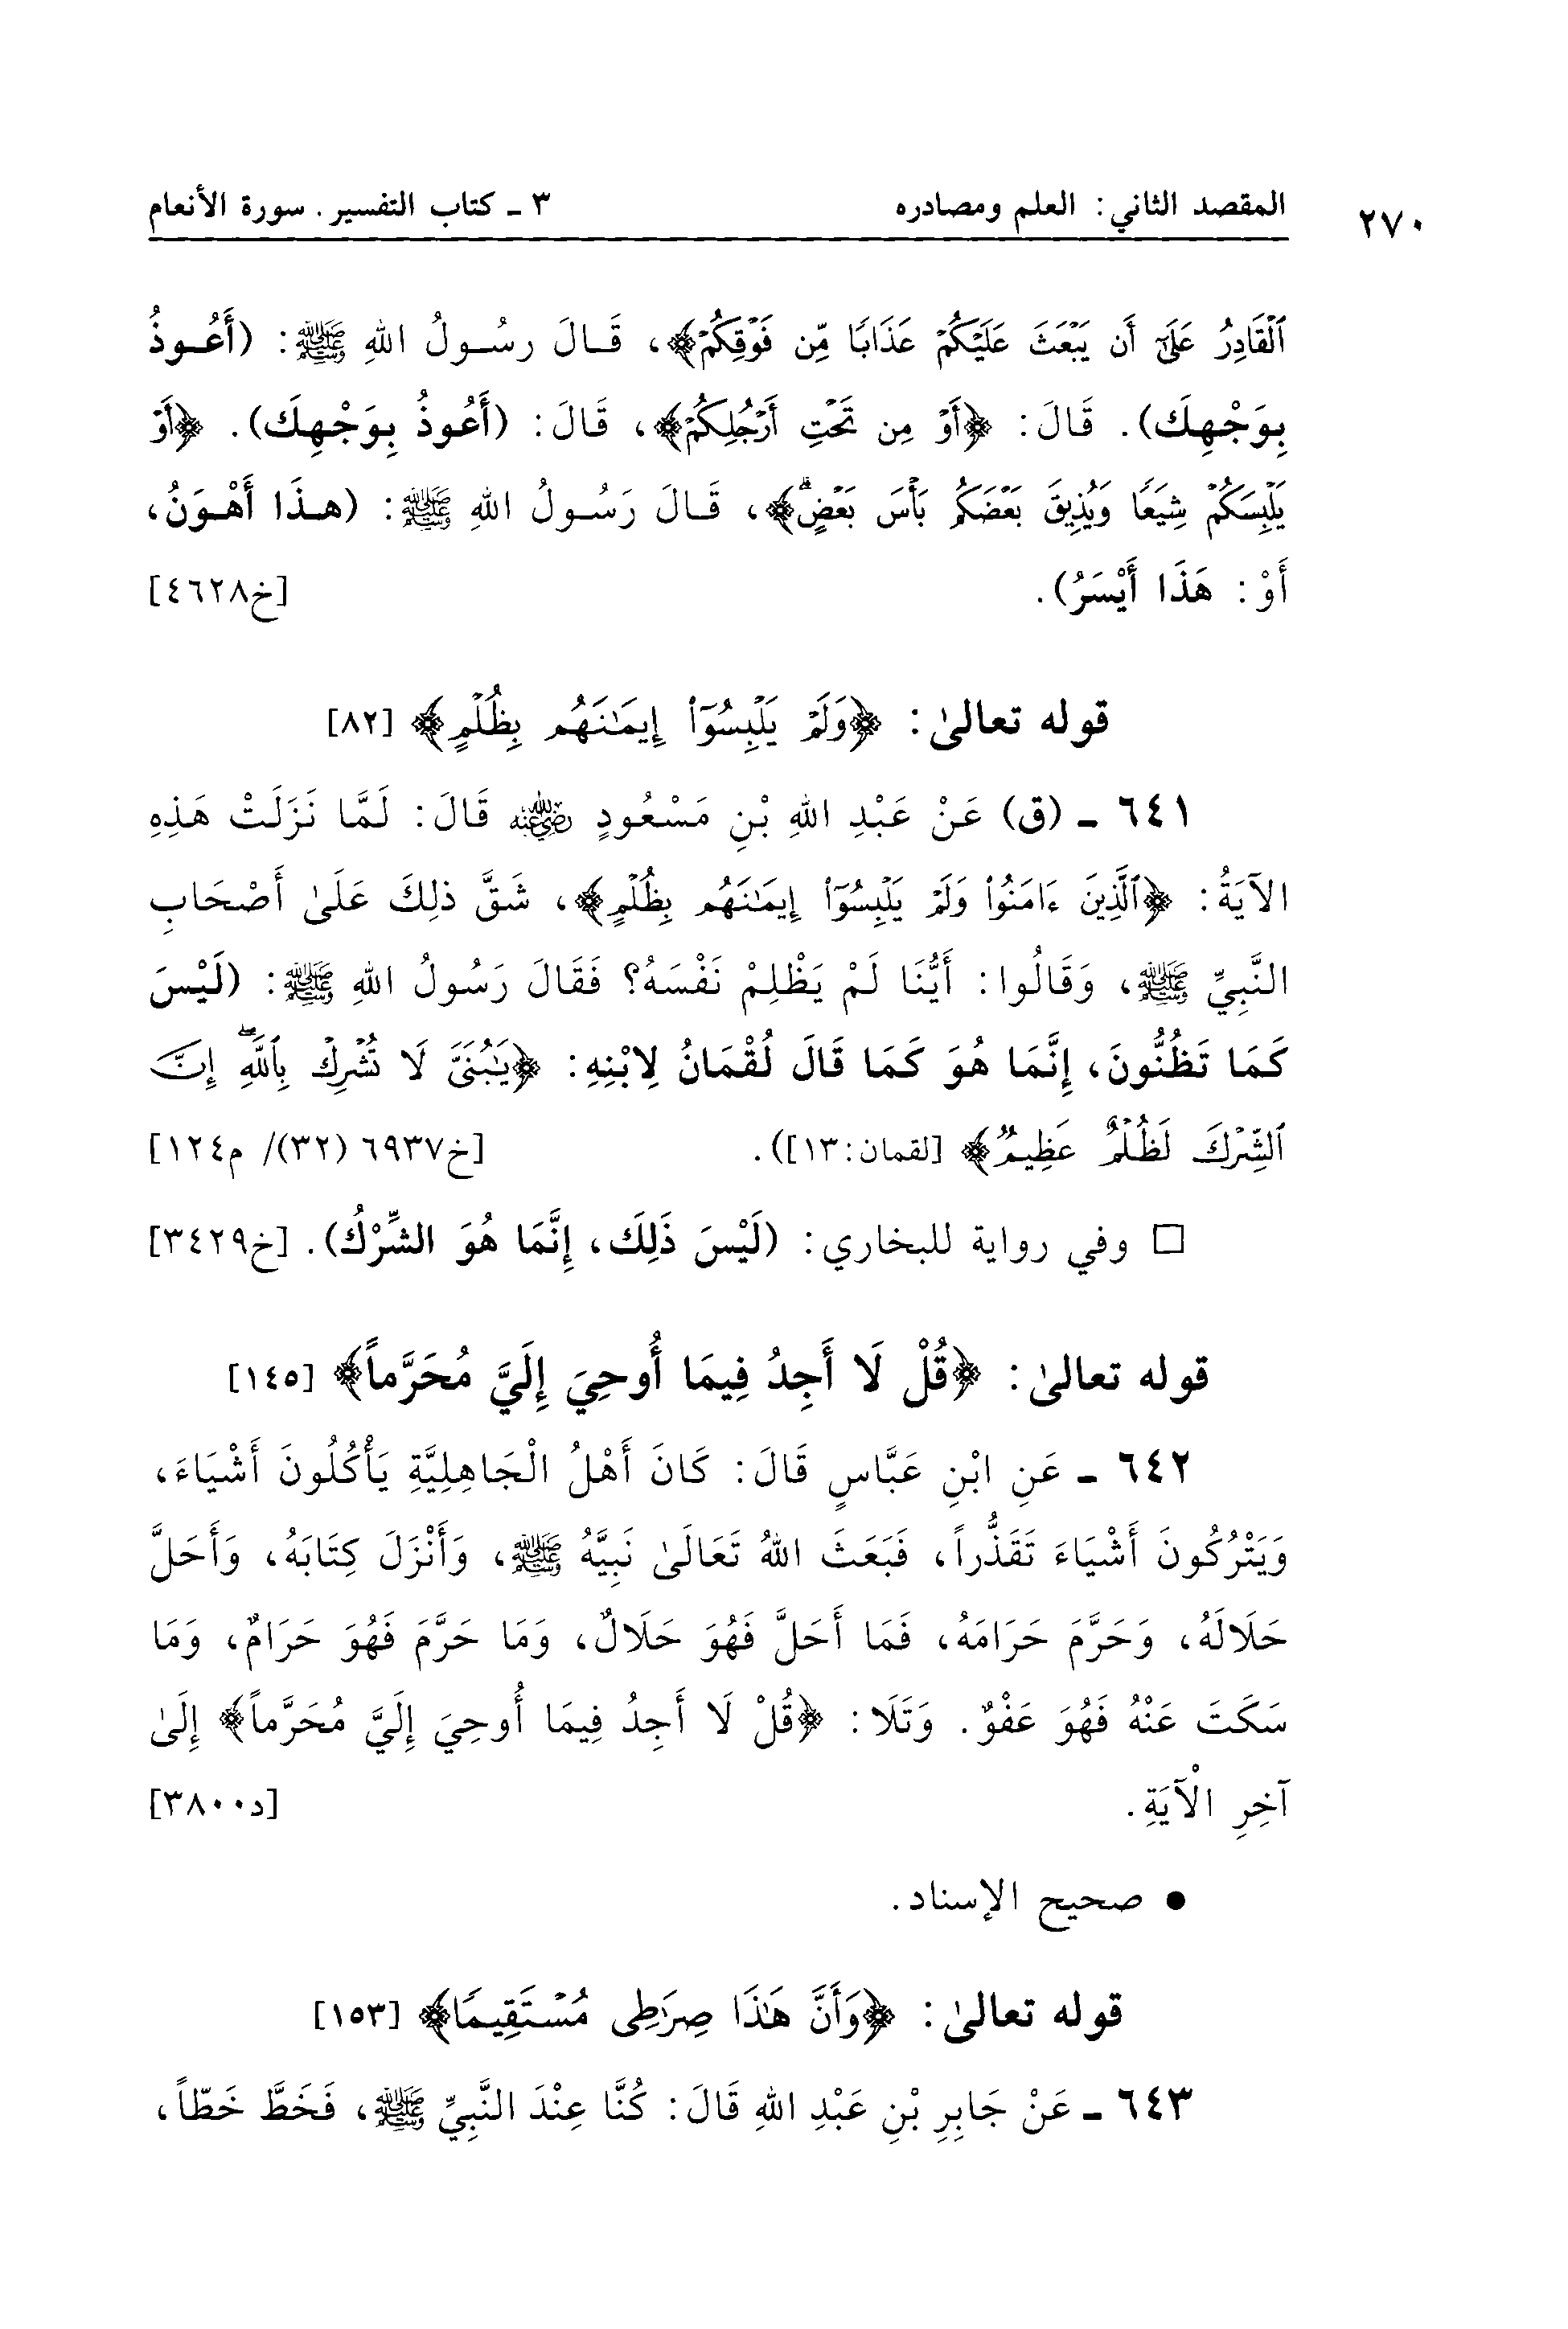 ٢٧٠ المقصد الثاني: العلم ومصادره ٣ ـ كتاب التفسير. سورة الأنعام
ٱلْقَادِرُ عَلَىٰٓ أَن يَبْعَثَ عَلَيْكُمْ عَذَابًا مِّن فَوْقِكُمْ﴾، قَالَ رسُولُ اللهِ ﷺ: (أَعُوذُ
بِوَجْهِكَ). قَالَ: ﴿أَوْ مِن تَحْتِ أَرْجُلِكُمْ﴾، قَالَ: (أَعُوذُ بِوَجْهِكَ). ﴿أَوْ
يَلْبِسَكُمْ شِيَعًا وَيُذِيقَ بَعْضَكُم بَأْسَ بَعْضٍۗ﴾، قَالَ رَسُولُ اللهِ ﷺ: (هـذَا أَهْوَنُ،
أَوْ: هَذَا أَيْسَرُ). [خ٤٦٢٨]
قوله تعالىٰ: ﴿وَلَمْ يَلْبِسُوٓا۟ إِيمَـٰنَهُم بِظُلْمٍ﴾ [٨٢]
٦٤١ ـ (ق) عَنْ عَبْدِ اللهِ بْنِ مَسْعُودٍ رضي الله عنه قَالَ: لَمَّا نَزَلَتْ هَذِهِ
الآيَةُ: ﴿ٱلَّذِينَ ءَامَنُوا۟ وَلَمْ يَلْبِسُوٓا۟ إِيمَـٰنَهُم بِظُلْمٍ﴾، شَقَّ ذلِكَ عَلَىٰ أَصْحَابِ
النَّبِيِّ ﷺ، وَقَالُوا: أَيُّنَا لَمْ يَظْلِمْ نَفْسَهُ؟ فَقَالَ رَسُولُ اللهِ ﷺ: (لَيْسَ
كَمَا تَظُنُّونَ، إِنَّمَا هُوَ كَمَا قَالَ لُقْمَانُ لِابْنِهِ: ﴿يَـٰبُنَىَّ لَا تُشْرِكْ بِٱللَّهِۖ إِنَّ
ٱلشِّرْكَ لَظُلْمٌ عَظِيمٌ﴾ [لقمان: ١٣]). [خ٦٩٣٧ (٣٢)/ م١٢٤]
□ وفي رواية للبخاري: (لَيْسَ ذَلِكَ، إِنَّمَا هُوَ الشِّرْكُ). [خ٣٤٢٩]
قوله تعالىٰ: ﴿قُلْ لَا أَجِدُ فِيمَا أُوحِيَ إِلَيَّ مُحَرَّماً﴾ [١٤٥]
٦٤٢ ـ عَنِ ابْنِ عَبَّاسٍ قَالَ: كَانَ أَهْلُ الْجَاهِلِيَّةِ يَأْكُلُونَ أَشْيَاءَ،
وَيَتْرُكُونَ أَشْيَاءَ تَقَذُّراً، فَبَعَثَ اللهُ تَعَالَىٰ نَبِيَّهُ ﷺ، وَأَنْزَلَ كِتَابَهُ، وَأَحَلَّ
حَلَالَهُ، وَحَرَّمَ حَرَامَهُ، فَمَا أَحَلَّ فَهُوَ حَلَالٌ، وَمَا حَرَّمَ فَهُوَ حَرَامٌ، وَمَا
سَكَتَ عَنْهُ فَهُوَ عَفْوٌ. وَتَلَا: ﴿قُلْ لَا أَجِدُ فِيمَا أُوحِيَ إِلَيَّ مُحَرَّماً﴾ إِلَىٰ
آخِرِ الْآيَةِ. [د٣٨٠٠]
● صحيح الإسناد.
قوله تعالىٰ: ﴿وَأَنَّ هَـٰذَا صِرَٰطِى مُسْتَقِيمًا﴾ [١٥٣]
٦٤٣ ـ عَنْ جَابِرِ بْنِ عَبْدِ اللهِ قَالَ: كُنَّا عِنْدَ النَّبِيِّ ﷺ، فَخَطَّ خَطّاً،